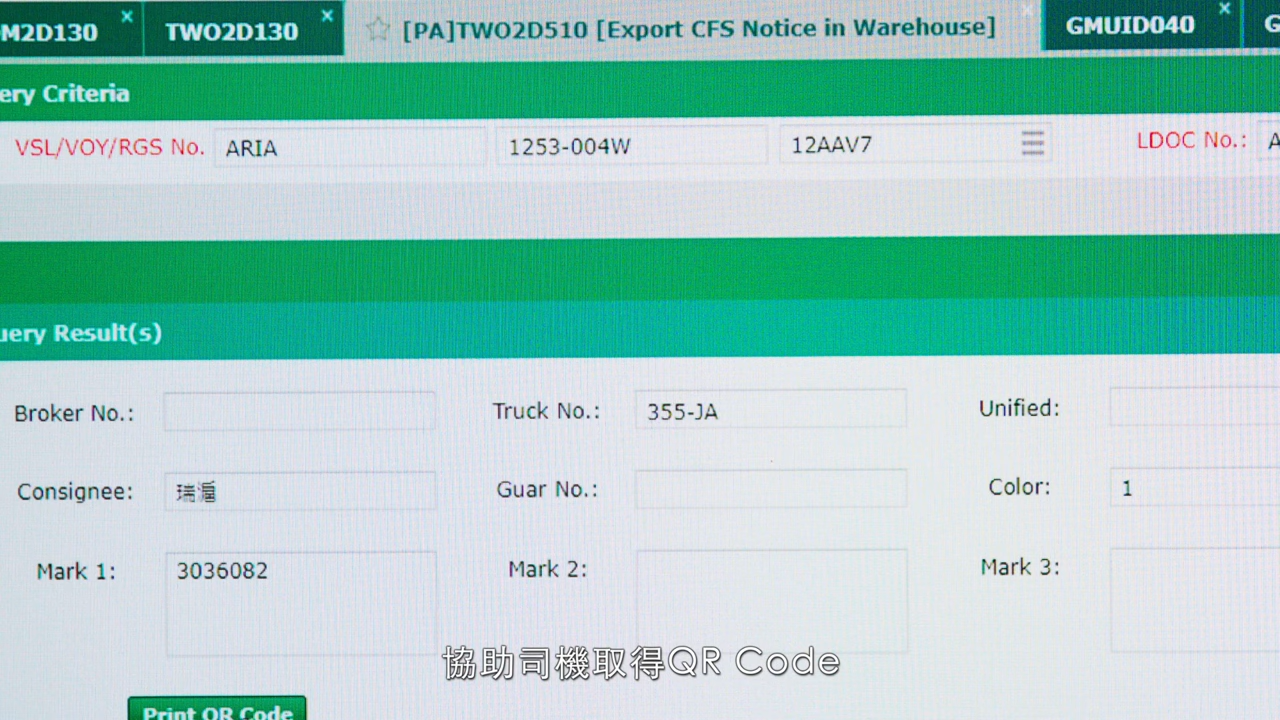 M2D130 × TWO2D130 × [PA]TWO2D510 [Export CFS Notice in Warehouse] × GMUID040 × G
ery Criteria
VSL/VOY/RGS No. ARIA 1253-004W 12AAV7 LDOC No.: A
uery Result(s)
Broker No.: Truck No.: 355-JA Unified:
Consignee: 瑞滬 Guar No.: Color: 1
Mark 1: 3036082 Mark 2: Mark 3:
協助司機取得QR Code
Print QR Code